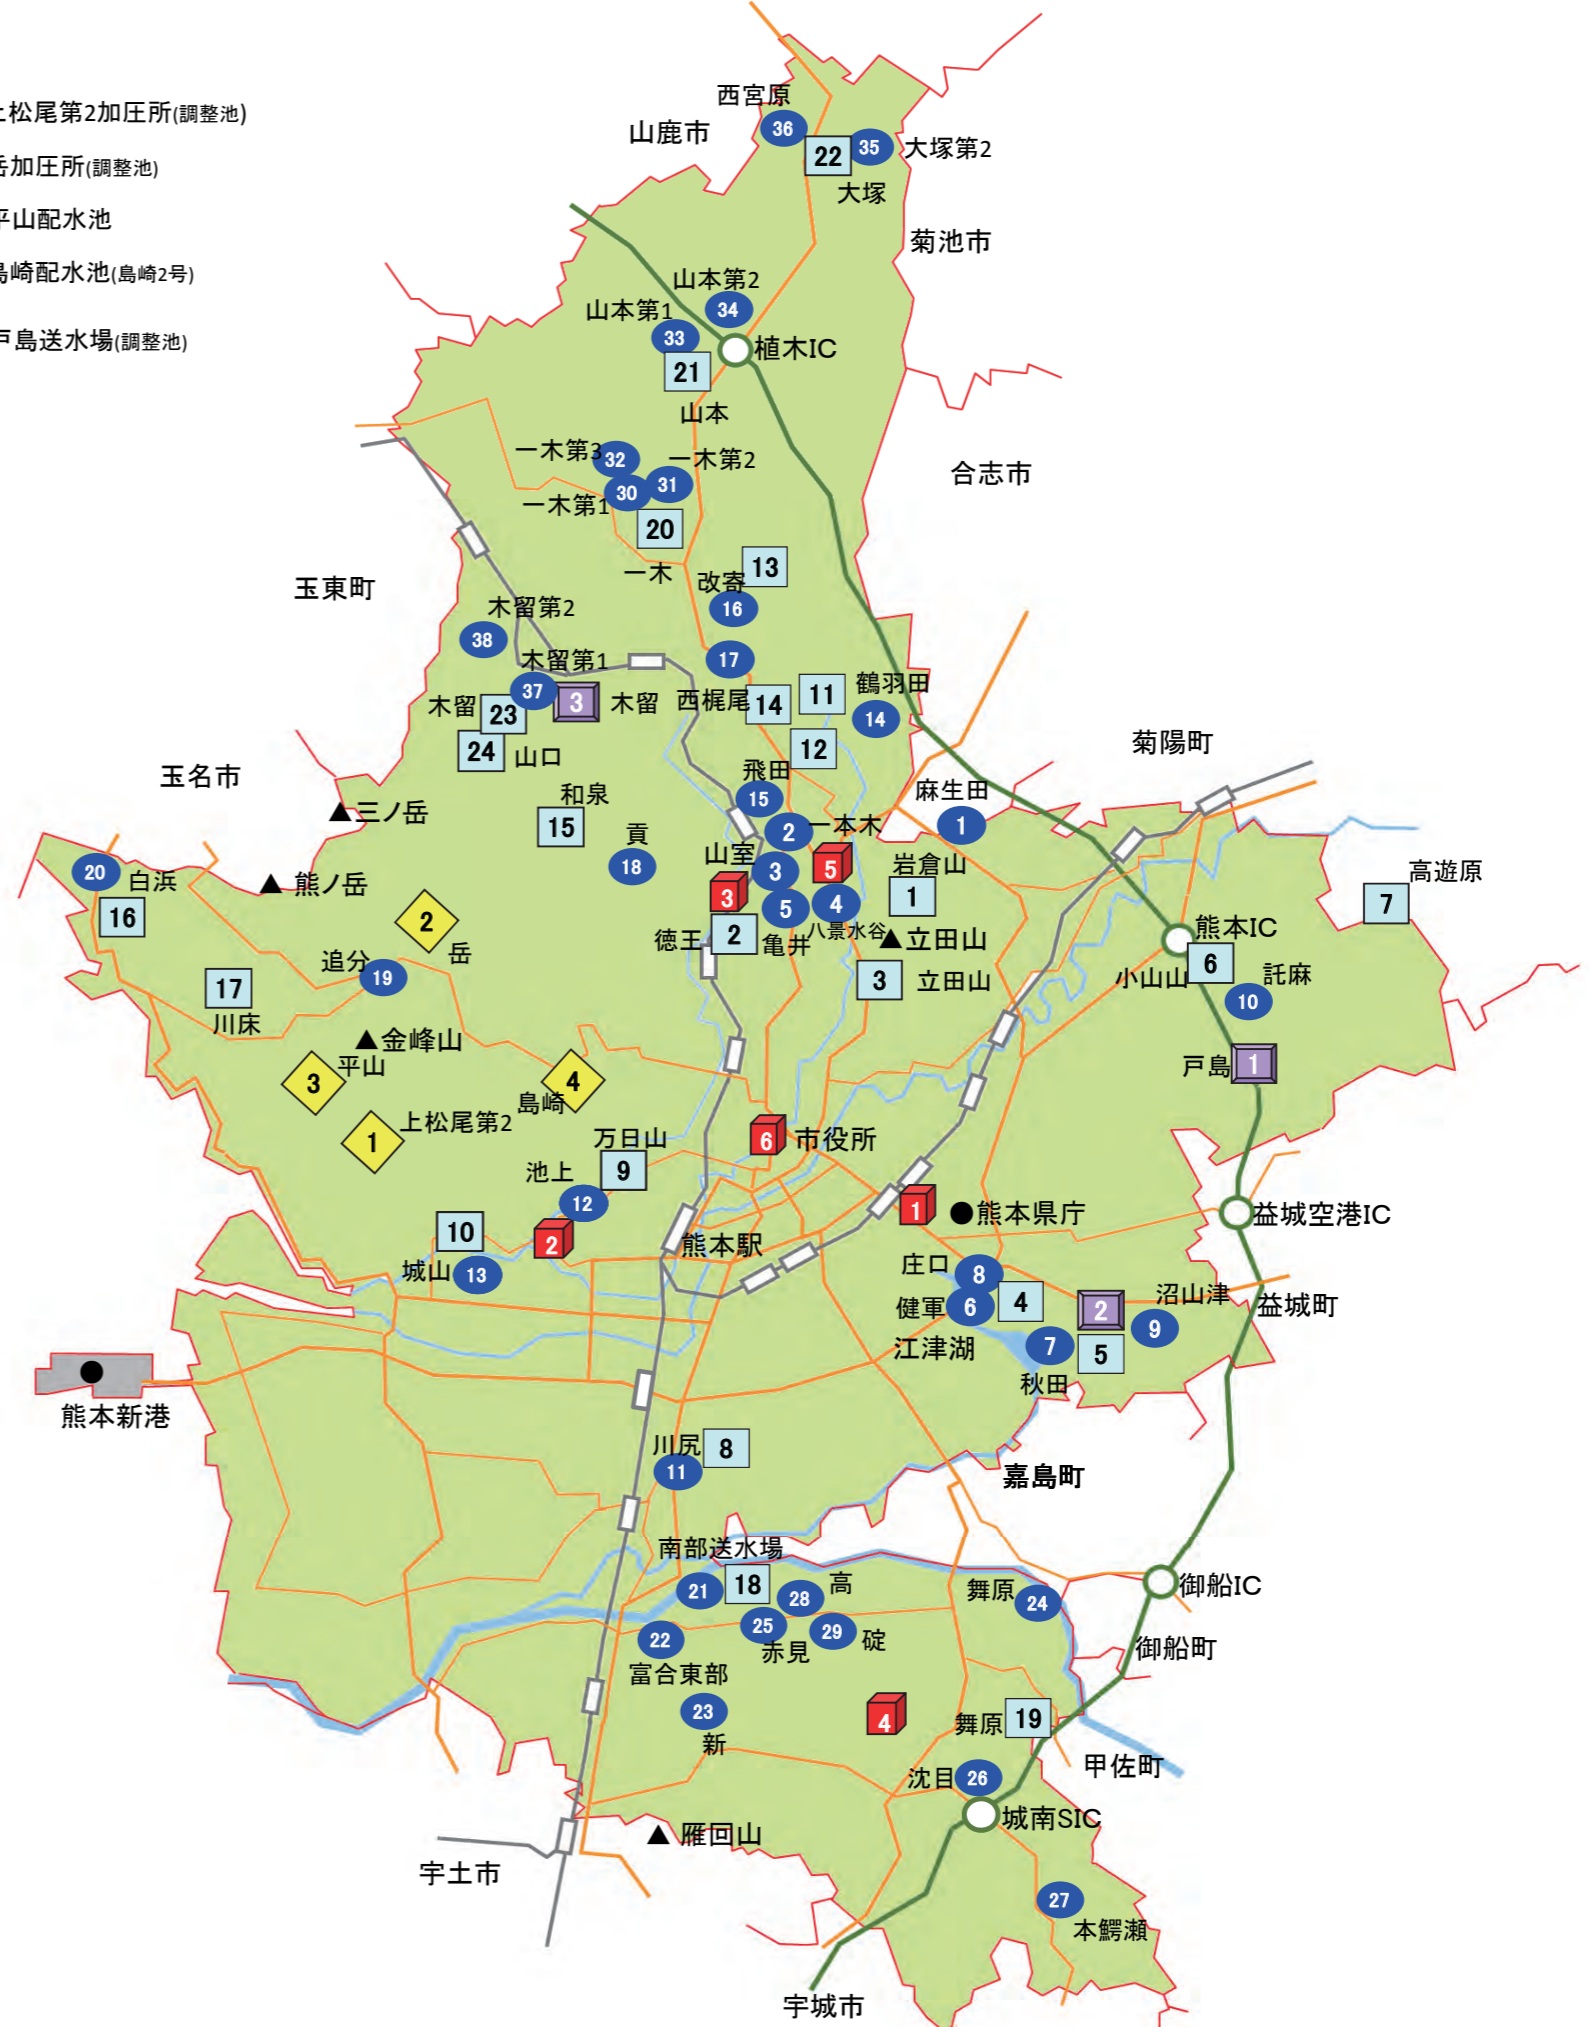 上松尾第2加圧所(調整池)
岳加圧所(調整池)
平山配水池
島崎配水池(島崎2号)
戸島送水場(調整池)
西宮原
36
山鹿市
22
35
大塚第2
大塚
菊池市
山本第2
34
山本第1
33
植木IC
21
山本
一木第3
32
一木第2
31
30
一木第1
20
合志市
一木
13
改寄
16
玉東町
木留第2
38
17
木留第1
37
3
木留
木留
23
西梶尾
14
11
鶴羽田
14
24
山口
12
菊陽町
玉名市
飛田
15
麻生田
1
▲三ノ岳
和泉
15
2
一本木
貢
18
山室
3
5
岩倉山
1
20
白浜
16
▲ 熊ノ岳
3
5
4
八景水谷
高遊原
7
2
岳
徳王
2
亀井
▲立田山
熊本IC
追分
19
3
立田山
小山山
6
託麻
10
17
川床
▲金峰山
戸島
1
3
平山
4
島崎
1
上松尾第2
6
市役所
万日山
9
池上
12
1
●熊本県庁
益城空港IC
10
2
熊本駅
城山
13
庄口
8
健軍
6
4
2
沼山津
9
益城町
江津湖
7
5
秋田
熊本新港
川尻
8
11
嘉島町
南部送水場
21
18
28
高
舞原
24
御船IC
22
25
29
碇
赤見
富合東部
御船町
23
新
4
舞原
19
甲佐町
沈目
26
城南SIC
▲ 雁回山
宇土市
27
本鰐瀬
宇城市